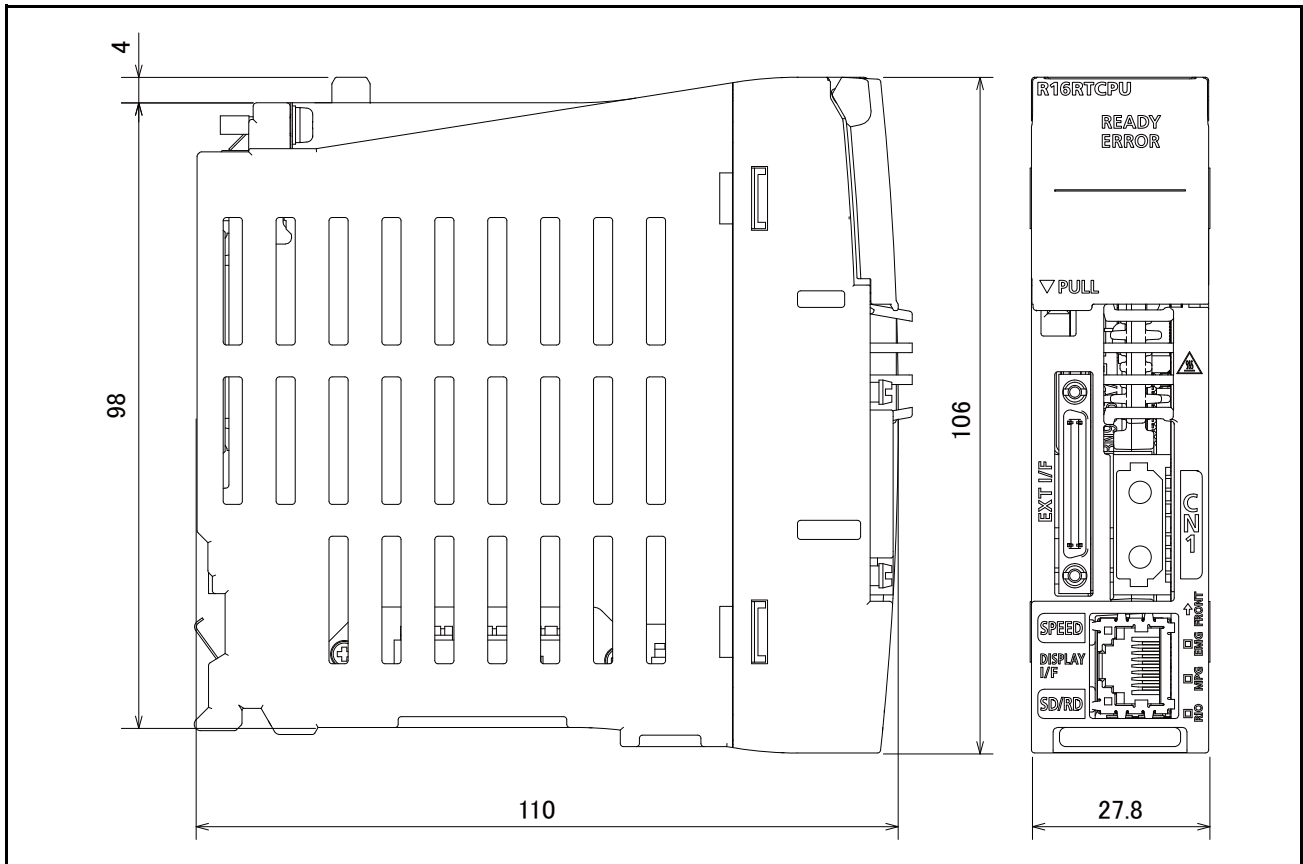 4
98
106
110
27.8
R16RTCPU
READY
ERROR
▽ PULL
EXT I/F
CN1
SPEED
DISPLAY
I/F
SD/RD
↑ FRONT
EMG
MPG
RIO